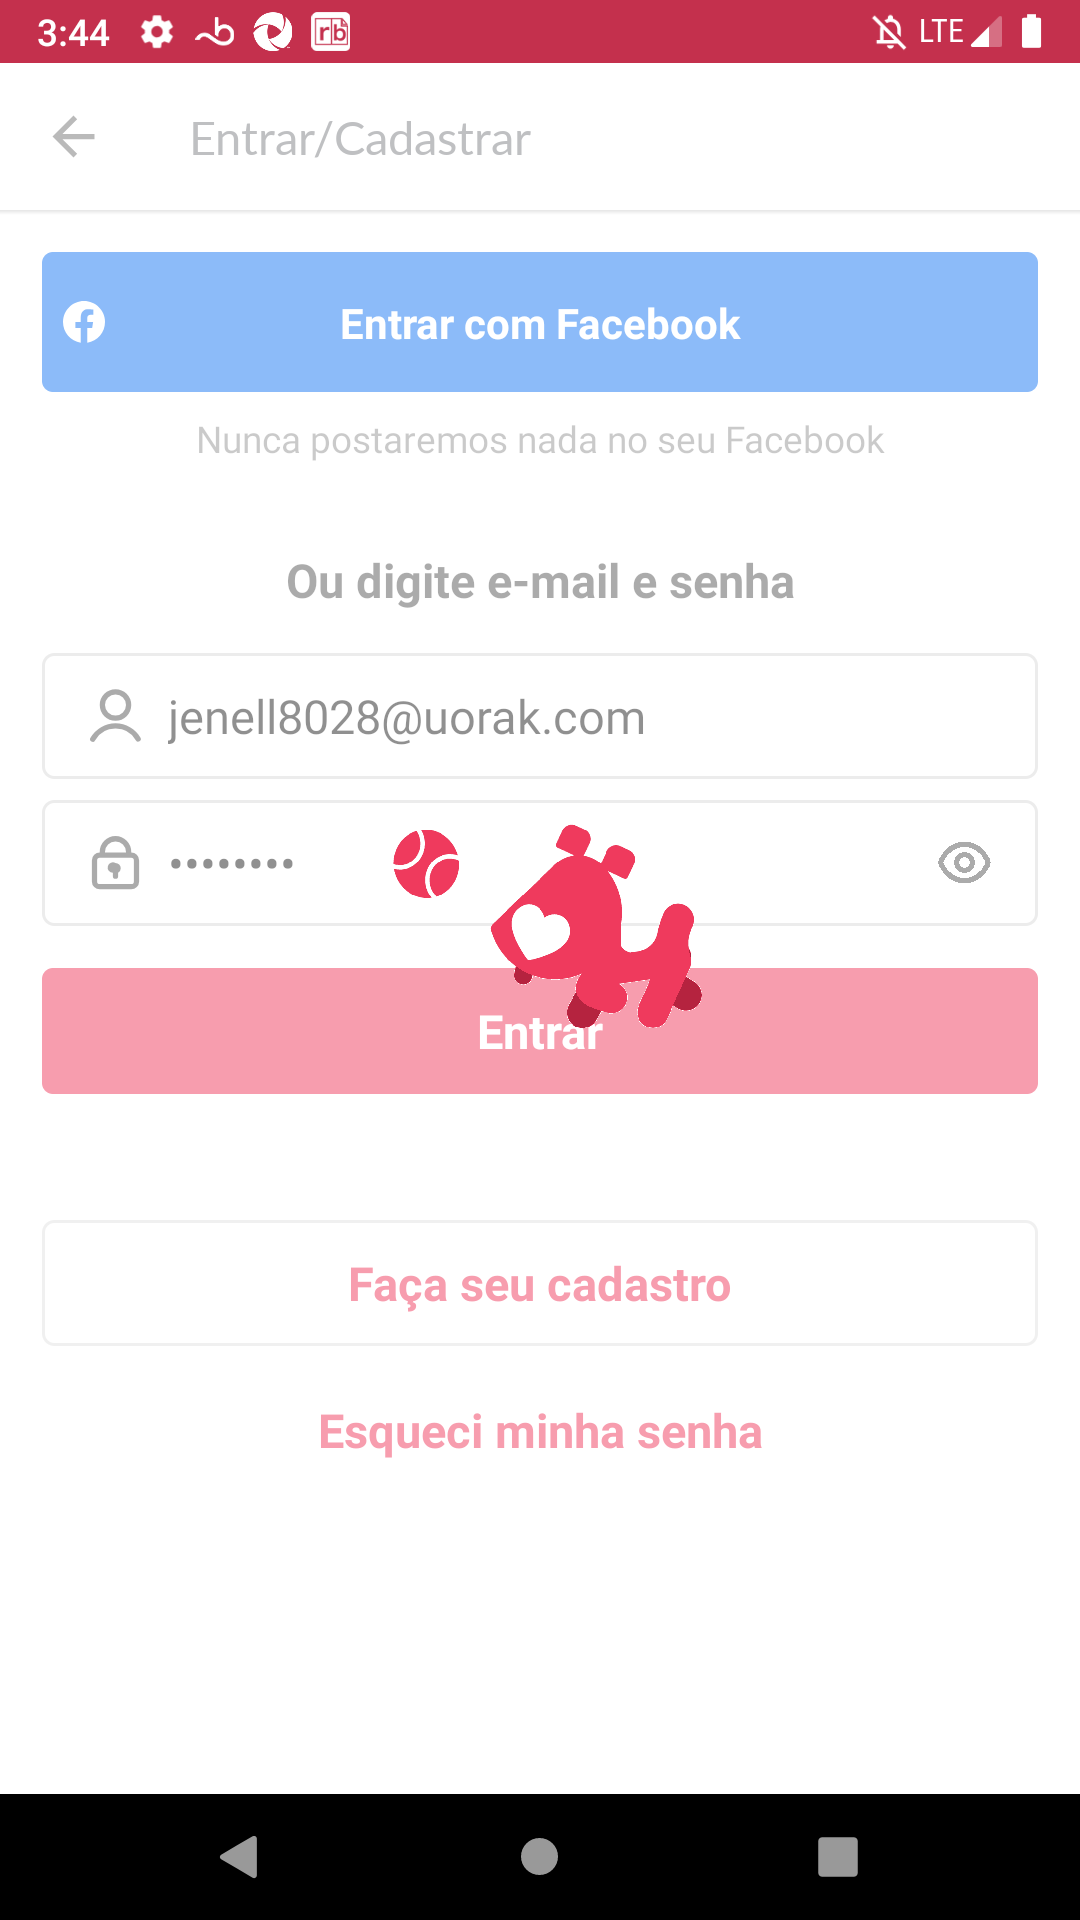 3:44
rb
LTE
Entrar/Cadastrar
Entrar com Facebook
Nunca postaremos nada no seu Facebook
Ou digite e-mail e senha
jenell8028@uorak.com
••••••••
Entrar
Faça seu cadastro
Esqueci minha senha